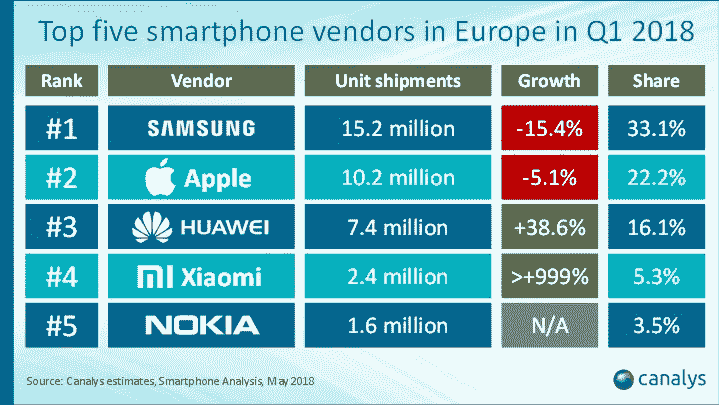 Top five smartphone vendors in Europe in Q1 2018
Rank Vendor Unit shipments Growth Share
#1 SAMSUNG 15.2 million -15.4% 33.1%
#2 Apple 10.2 million -5.1% 22.2%
#3 HUAWEI 7.4 million +38.6% 16.1%
#4 mi Xiaomi 2.4 million >+999% 5.3%
#5 NOKIA 1.6 million N/A 3.5%
Source: Canalys estimates, Smartphone Analysis, May 2018
canalys